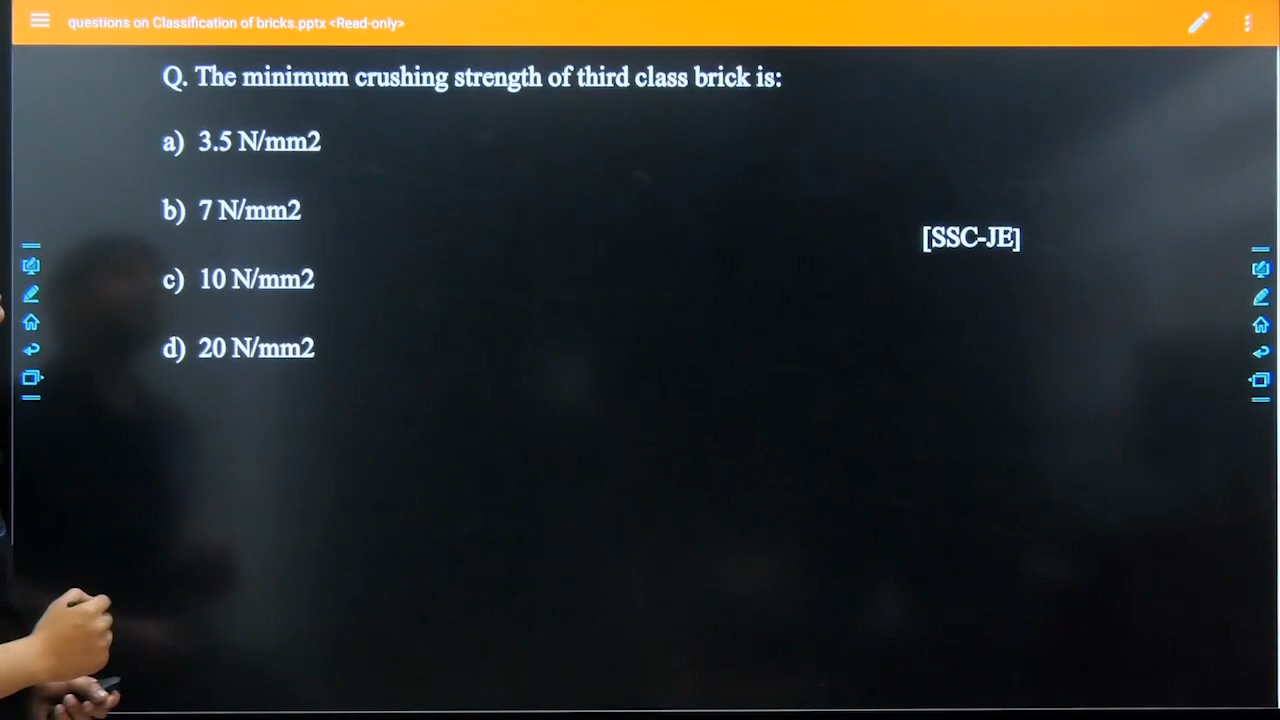 questions on Classification of bricks.pptx <Read-only>
Q. The minimum crushing strength of third class brick is:
a) 3.5 N/mm2
b) 7 N/mm2
[SSC-JE]
c) 10 N/mm2
d) 20 N/mm2